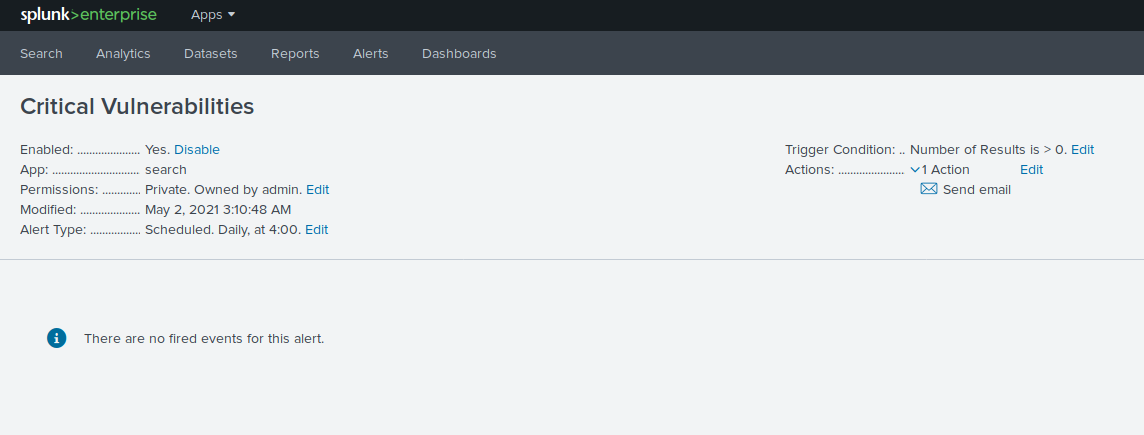 splunk>enterprise Apps
Search Analytics Datasets Reports Alerts Dashboards
Critical Vulnerabilities
Enabled: ..................... Yes. Disable
App: ............................. search
Permissions: ............. Private. Owned by admin. Edit
Modified: .................... May 2, 2021 3:10:48 AM
Alert Type: ................. Scheduled. Daily, at 4:00. Edit
Trigger Condition: .. Number of Results is > 0. Edit
Actions: ...................... 1 Action Edit
Send email
There are no fired events for this alert.